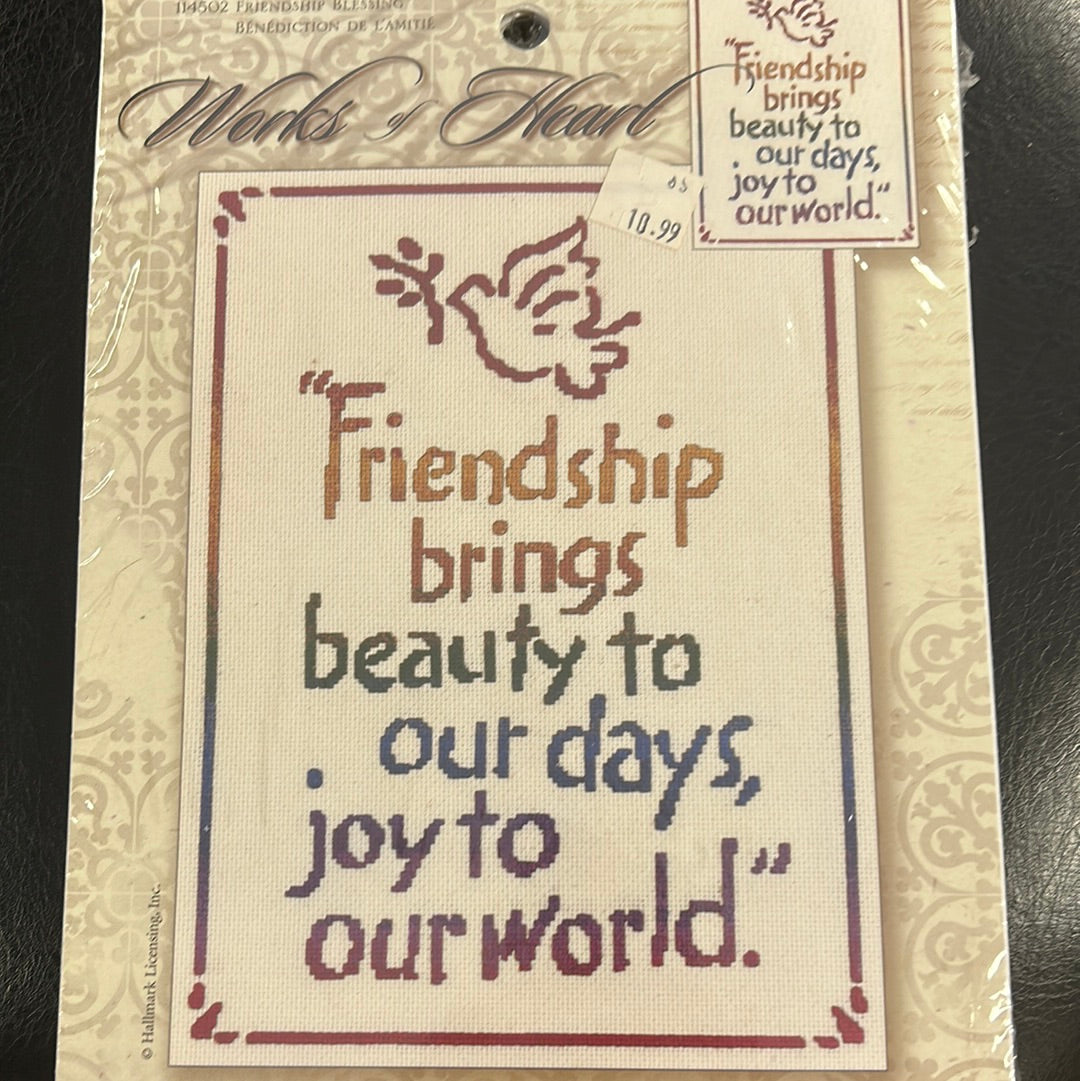 114502 FRIENDSHIP BLESSING
BÉNÉDICTION DE L'AMITIÉ
Works of Heart
"Friendship
brings
beauty to
our days,
joy to
our world."
10.99
"Friendship
brings
beauty to
our days,
joy to
our world."
© Hallmark Licensing, Inc.